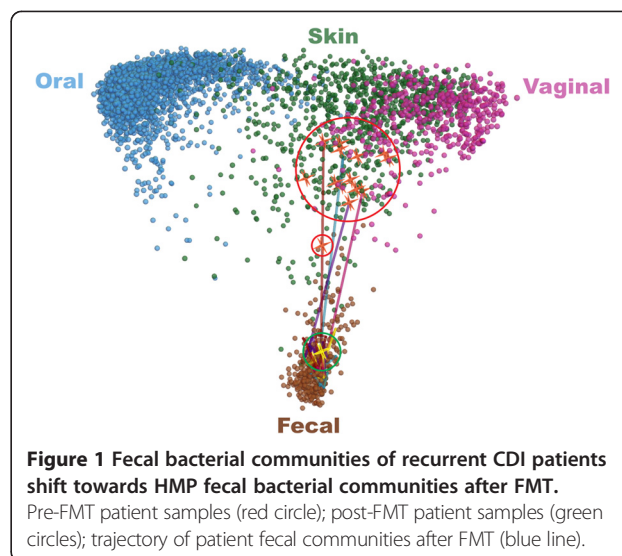 Skin
Oral
Vaginal
Fecal
Figure 1 Fecal bacterial communities of recurrent CDI patients
shift towards HMP fecal bacterial communities after FMT.
Pre-FMT patient samples (red circle); post-FMT patient samples (green
circles); trajectory of patient fecal communities after FMT (blue line).